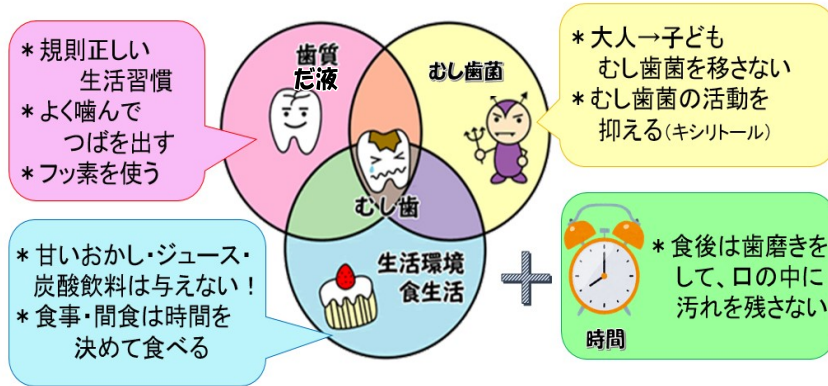 ＊規則正しい
生活習慣
＊よく噛んで
つばを出す
＊フッ素を使う
歯質
だ液
むし歯菌
＊大人→子ども
むし歯菌を移さない
＊むし歯菌の活動を
抑える（キシリトール）
むし歯
＊甘いおかし・ジュース・
炭酸飲料は与えない！
＊食事・間食は時間を
決めて食べる
生活環境
食生活
＋
時間
＊食後は歯磨きを
して、口の中に
汚れを残さない